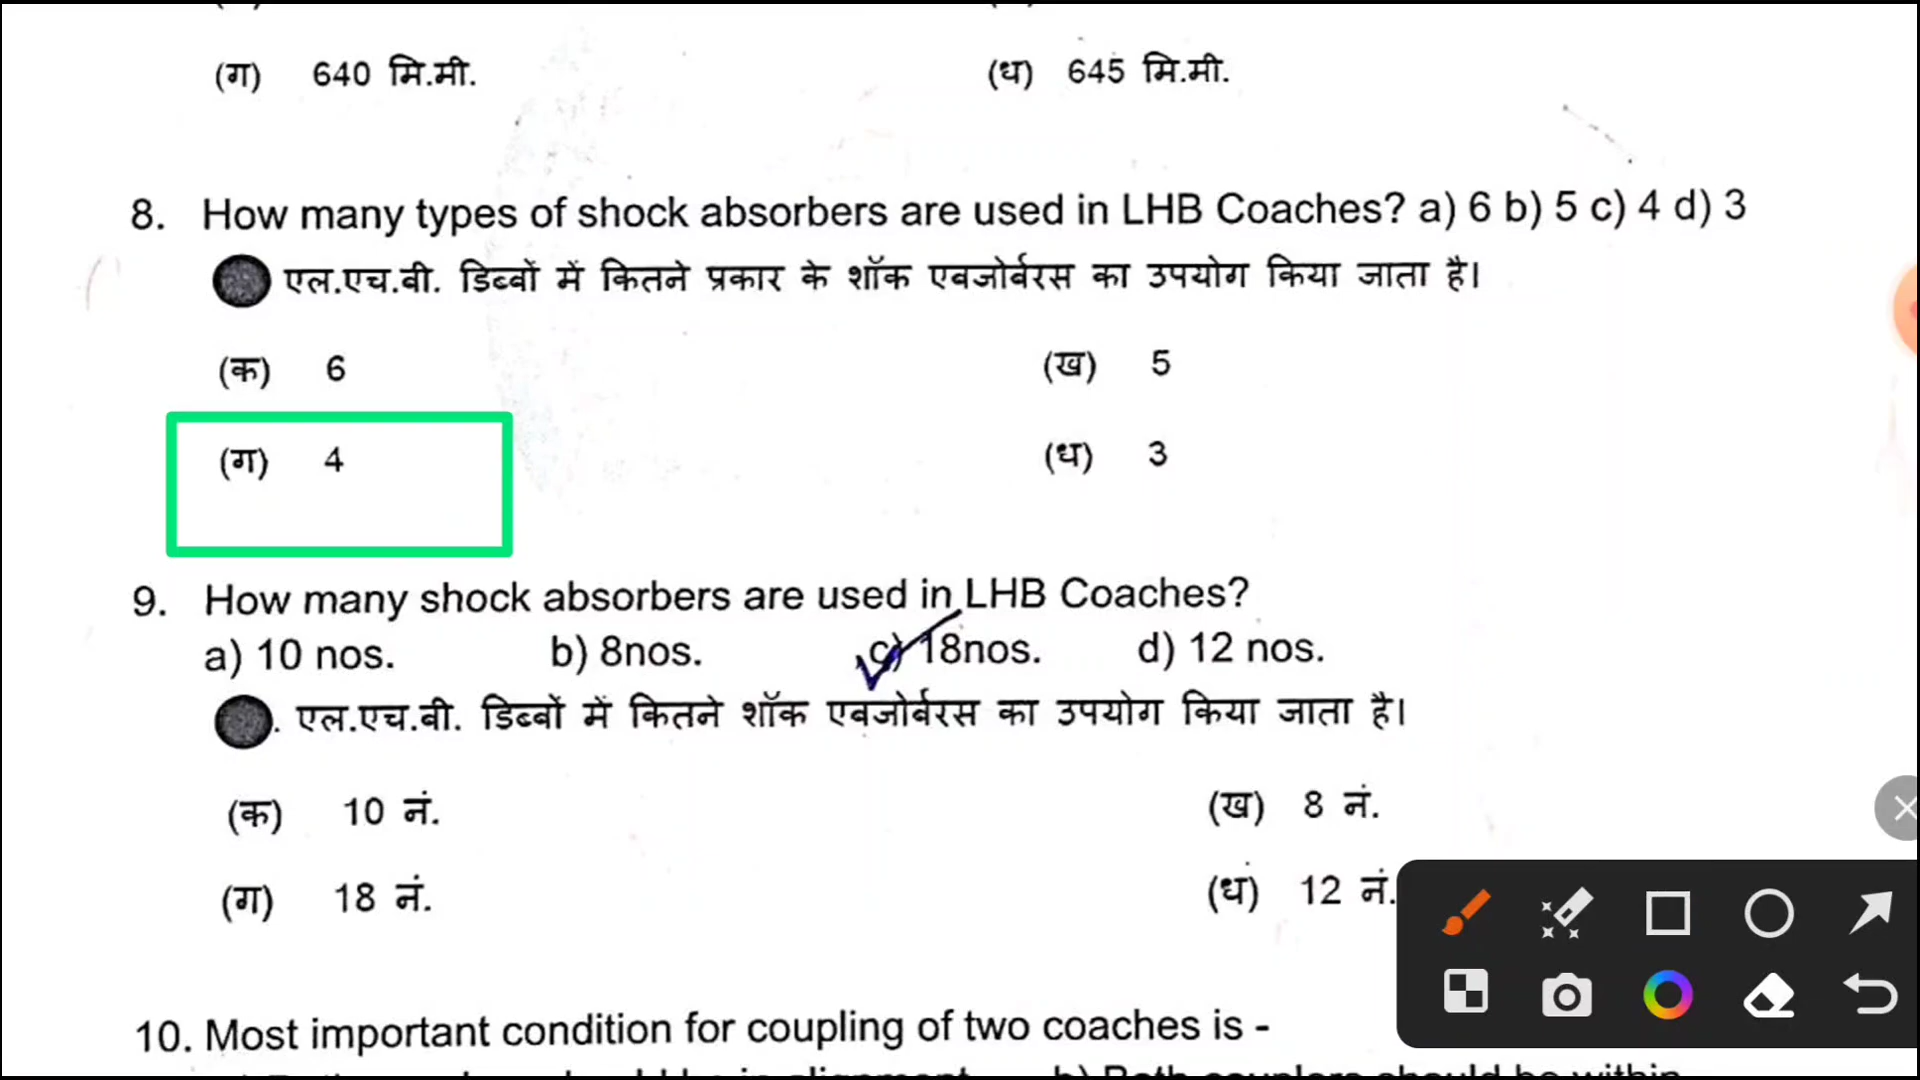 (ग) 640 मि.मी. (ध) 645 मि.मी.
8. How many types of shock absorbers are used in LHB Coaches? a) 6 b) 5 c) 4 d) 3
एल.एच.वी. डिब्बों में कितने प्रकार के शॉक एवजोर्बरस का उपयोग किया जाता है।
(क) 6 (ख) 5
(ग) 4 (ध) 3
9. How many shock absorbers are used in LHB Coaches?
a) 10 nos. b) 8nos. c) 18nos. d) 12 nos.
. एल.एच.बी. डिब्बों में कितने शॉक एवजोर्बरस का उपयोग किया जाता है।
(क) 10 नं. (ख) 8 नं.
(ग) 18 नं. (ध) 12 नं.
10. Most important condition for coupling of two coaches is -